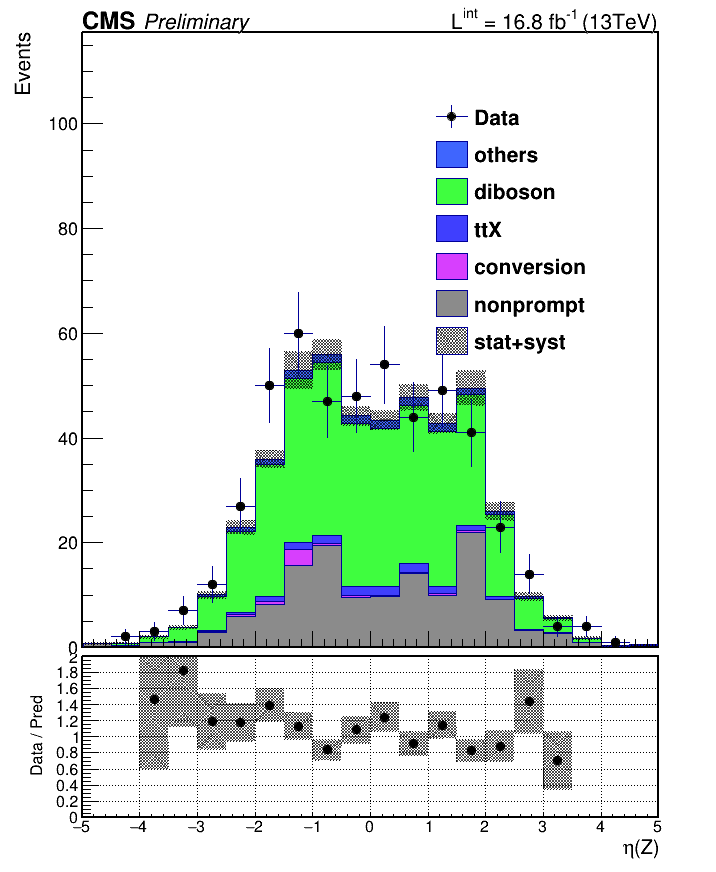 CMS Preliminary
L^int = 16.8 fb^-1 (13TeV)
Events
100
80
60
40
20
0
Data
others
diboson
ttX
conversion
nonprompt
stat+syst
Data / Pred
2
1.8
1.6
1.4
1.2
1
0.8
0.6
0.4
0.2
0
−5 −4 −3 −2 −1 0 1 2 3 4 5
η(Z)